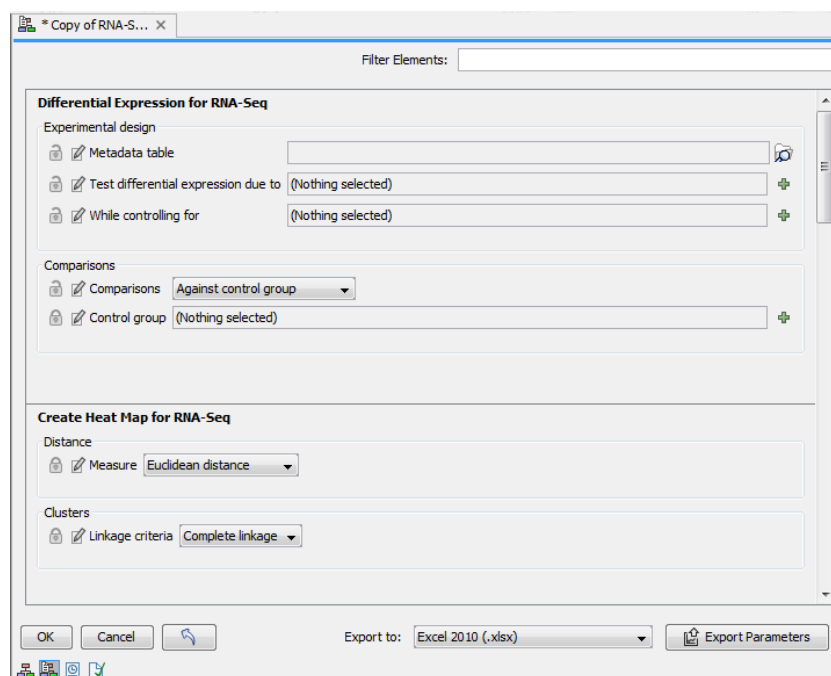 * Copy of RNA-S...
Filter Elements:
Differential Expression for RNA-Seq
Experimental design
Metadata table
Test differential expression due to (Nothing selected)
While controlling for (Nothing selected)
Comparisons
Comparisons Against control group
Control group (Nothing selected)
Create Heat Map for RNA-Seq
Distance
Measure Euclidean distance
Clusters
Linkage criteria Complete linkage
OK Cancel Export to: Excel 2010 (.xlsx) Export Parameters